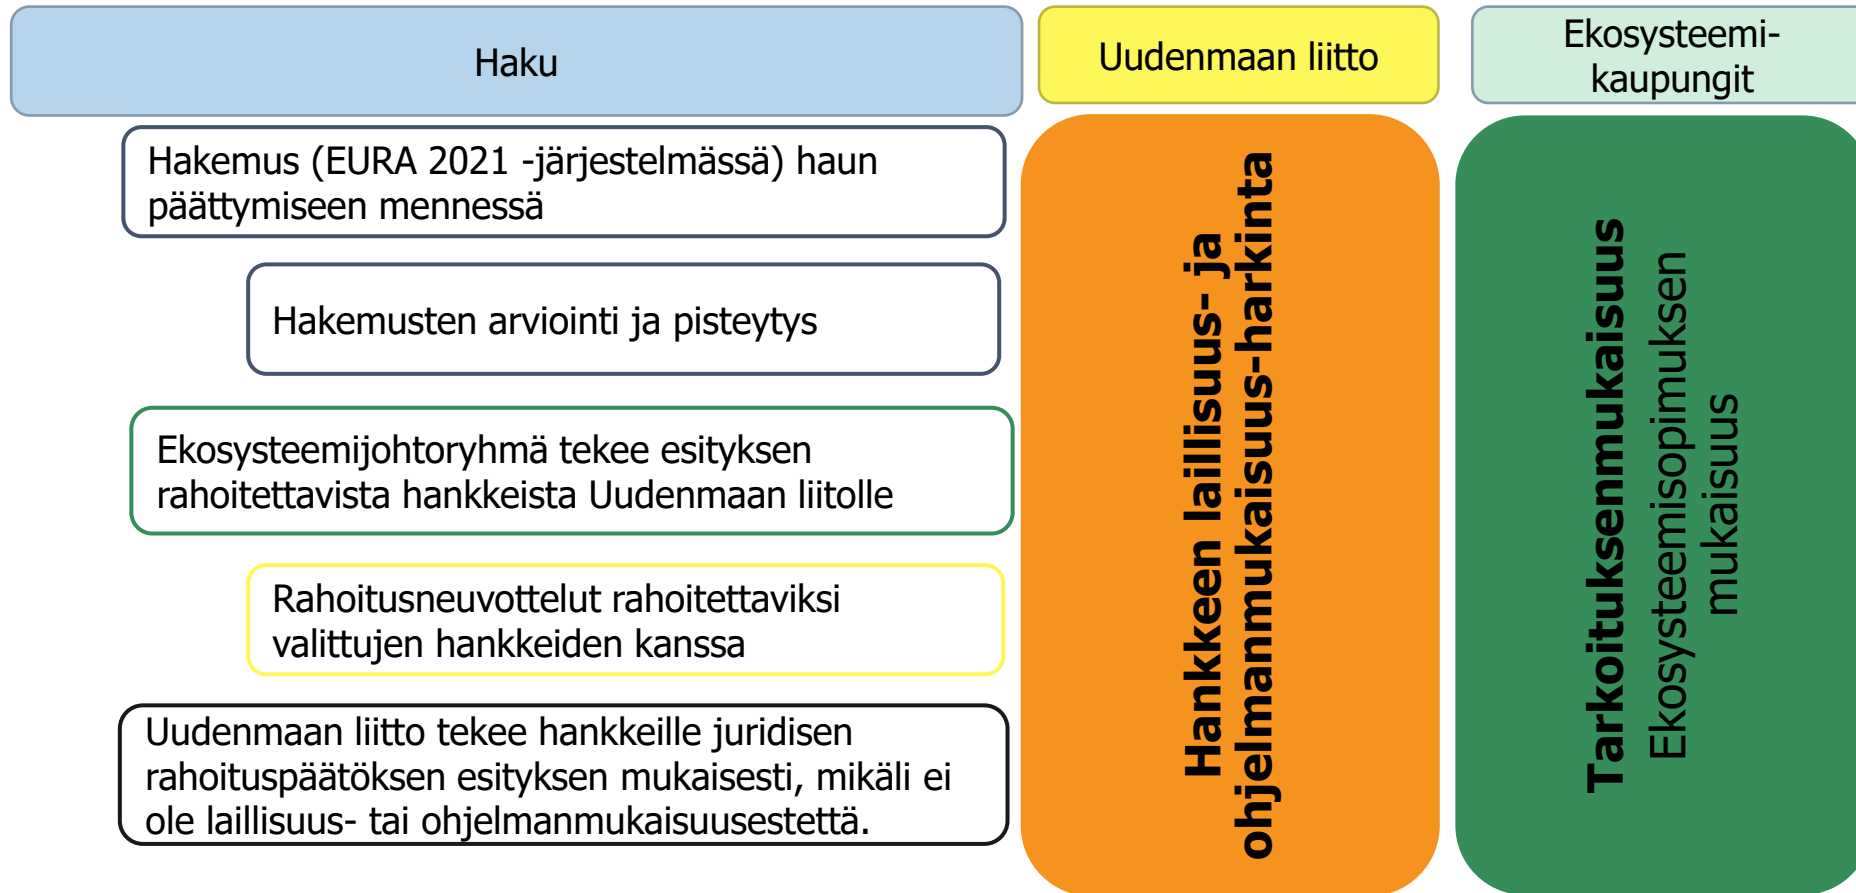 Haku
Uudenmaan liitto
Ekosysteemi-
kaupungit
Hakemus (EURA 2021 -järjestelmässä) haun
päättymiseen mennessä
Hakemusten arviointi ja pisteytys
Ekosysteemijohtoryhmä tekee esityksen
rahoitettavista hankkeista Uudenmaan liitolle
Rahoitusneuvottelut rahoitettaviksi
valittujen hankkeiden kanssa
Uudenmaan liitto tekee hankkeille juridisen
rahoituspäätöksen esityksen mukaisesti, mikäli ei
ole laillisuus- tai ohjelmanmukaisuusestettä.
Hankkeen laillisuus- ja
ohjelmanmukaisuus-harkinta
Tarkoituksenmukaisuus
Ekosysteemisopimuksen
mukaisuus